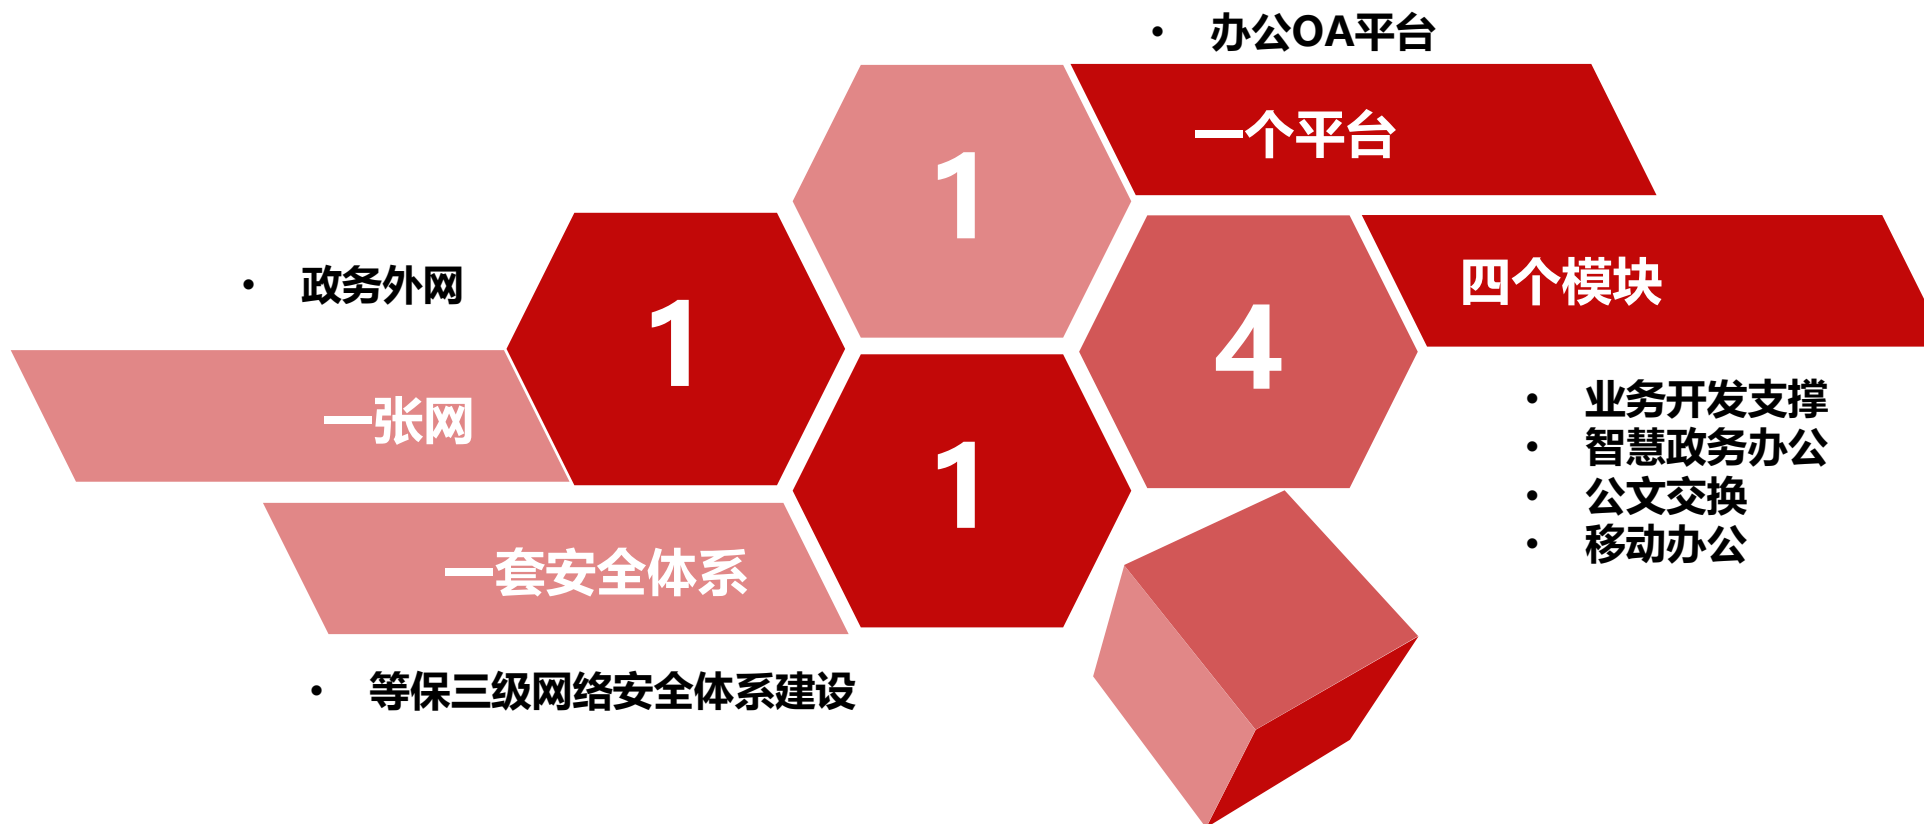 • 办公OA平台
1
一个平台
• 政务外网
1
一张网
4
四个模块
• 业务开发支撑
• 智慧政务办公
• 公文交换
• 移动办公
1
一套安全体系
• 等保三级网络安全体系建设